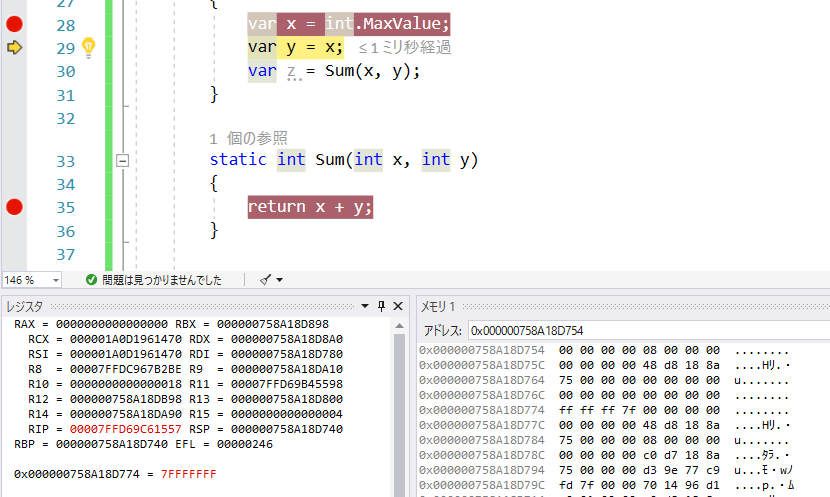 27 {
28 var x = int.MaxValue;
29 var y = x; ≤ 1 ミリ秒経過
30 var z = Sum(x, y);
31 }
32
1 個の参照
33 static int Sum(int x, int y)
34 {
35 return x + y;
36 }
37
146 % 問題は見つかりませんでした
レジスタ
RAX = 0000000000000000 RBX = 000000758A18D898
RCX = 000001A0D1961470 RDX = 000000758A18D8A0
RSI = 000001A0D1961470 RDI = 000000758A18D780
R8 = 00007FFDC967B2BE R9 = 000000758A18DA10
R10 = 0000000000000018 R11 = 00007FFD69B45598
R12 = 000000758A18DB98 R13 = 000000758A18D800
R14 = 000000758A18DA90 R15 = 0000000000000004
RIP = 00007FFD69C61557 RSP = 000000758A18D740
RBP = 000000758A18D740 EFL = 00000246
0x000000758A18D774 = 7FFFFFFF
メモリ 1
アドレス: 0x000000758A18D754
0x000000758A18D754 00 00 00 00 08 00 00 00 ........
0x000000758A18D75C 00 00 00 00 48 d8 18 8a ....Hリ.・
0x000000758A18D764 75 00 00 00 00 00 00 00 u.......
0x000000758A18D76C 00 00 00 00 00 00 00 00 ........
0x000000758A18D774 ff ff ff 7f 00 00 00 00 ........
0x000000758A18D77C 00 00 00 00 48 d8 18 8a ....Hリ.・
0x000000758A18D784 75 00 00 00 08 00 00 00 u.......
0x000000758A18D78C 00 00 00 00 c0 d7 18 8a ....タラ.・
0x000000758A18D794 75 00 00 00 d3 9e 77 c9 u...モ・wノ
0x000000758A18D79C fd 7f 00 00 70 14 96 d1 ....p.・ム